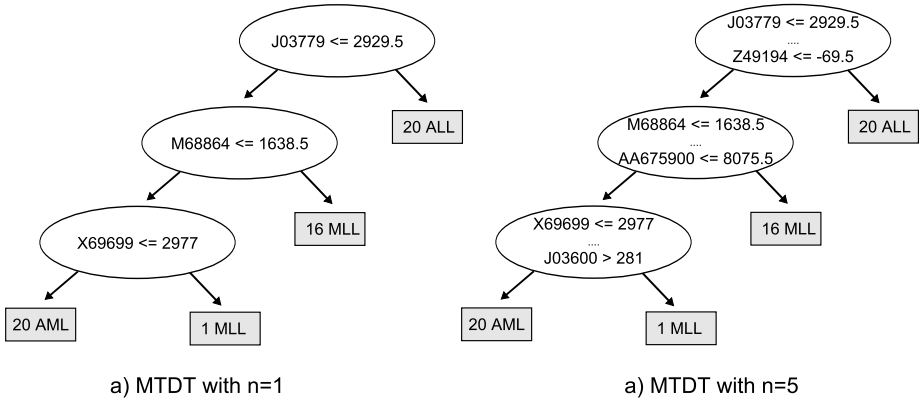 J03779 <= 2929.5
20 ALL
M68864 <= 1638.5
16 MLL
X69699 <= 2977
20 AML
1 MLL
a) MTDT with n=1
J03779 <= 2929.5
....
Z49194 <= -69.5
20 ALL
M68864 <= 1638.5
....
AA675900 <= 8075.5
16 MLL
X69699 <= 2977
....
J03600 > 281
20 AML
1 MLL
a) MTDT with n=5